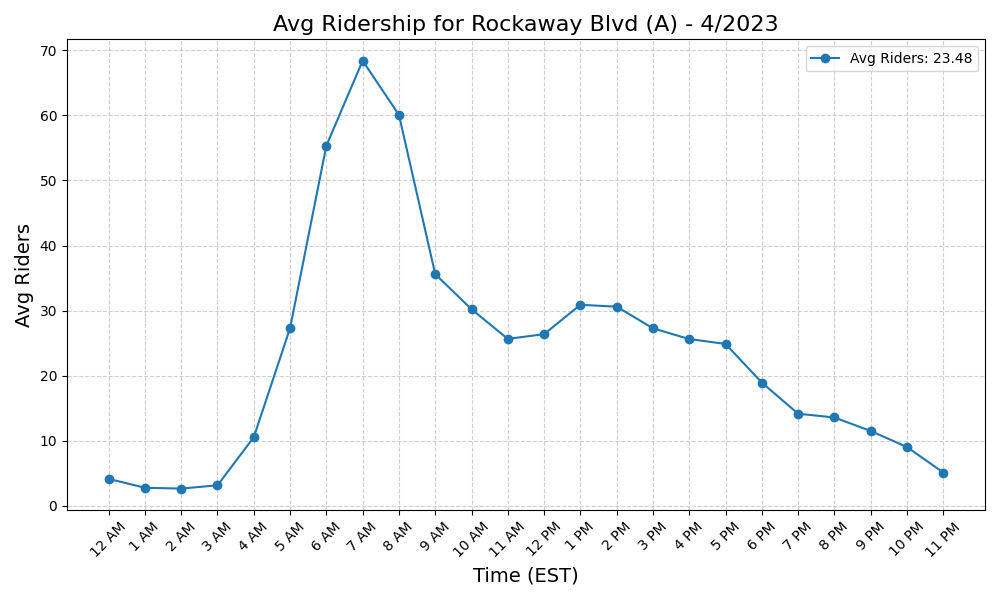 Avg Ridership for Rockaway Blvd (A) - 4/2023
Avg Riders: 23.48
70
60
50
40
30
20
10
0
Avg Riders
12 AM
1 AM
2 AM
3 AM
4 AM
5 AM
6 AM
7 AM
8 AM
9 AM
10 AM
11 AM
12 PM
1 PM
2 PM
3 PM
4 PM
5 PM
6 PM
7 PM
8 PM
9 PM
10 PM
11 PM
Time (EST)